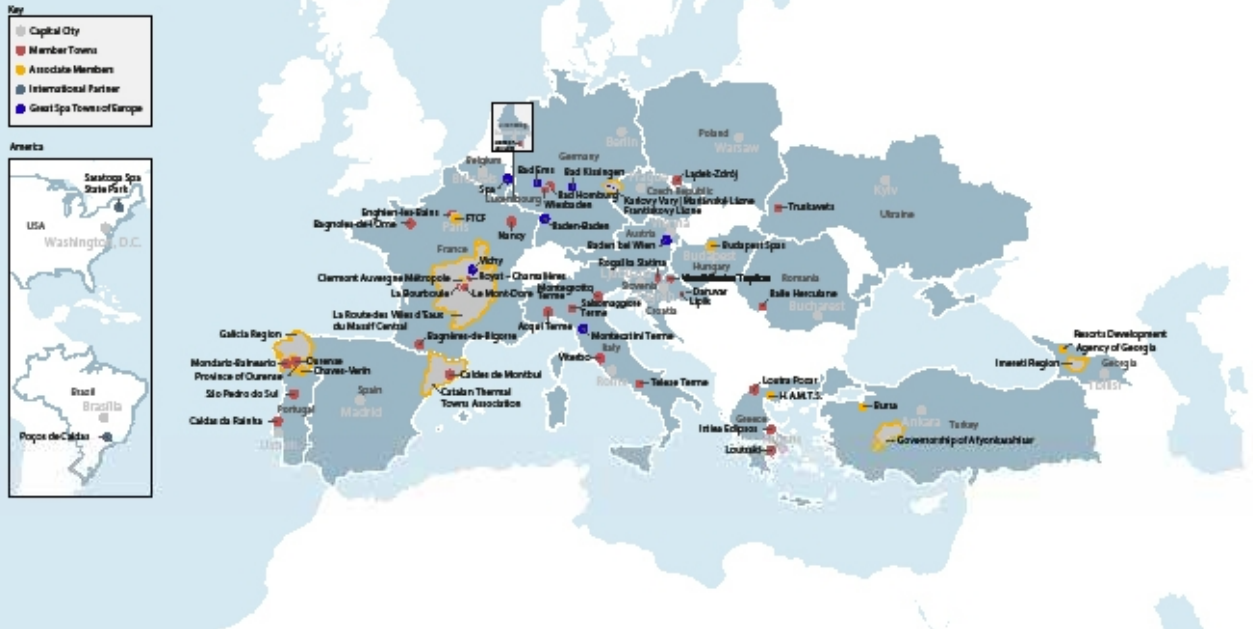 Key
Capital City
Member Towns
Associate Members
International Partner
Great Spa Towns of Europe
America
Saratoga Spa
State Park
USA
Washington, D.C.
Brazil
Brasilia
Poços de Caldas
Belgium
Spa
Luxembourg
Germany
Berlin
Bad Ems
Bad Kissingen
Bad Homburg
Wiesbaden
Baden-Baden
Poland
Warsaw
Lądek-Zdrój
Czech Republic
Karlovy Vary | Mariánské Lázne
Frantiskovy Lázne
Truskavets
Kyiv
Ukraine
Enghien-les-Bains
FTCF
Paris
Bagnoles-de-l'Orne
Nancy
France
Vichy
Clermont Auvergne Métropole
Royat - Chamalières
La Bourboule
Le Mont-Dore
La Route des Villes d'Eaux
du Massif Central
Bagnères-de-Bigorre
Austria
Baden bei Wien
Budapest Spas
Budapest
Hungary
Rogaška Slatina
Slovenia
Daruvar
Lipik
Croatia
Romania
Baile Herculane
Bucharest
Montegrotto
Terme
Salsomaggiore
Terme
Acqui Terme
Montecatini Terme
Italy
Viterbo
Rome
Telese Terme
Galicia Region
Mondariz-Balneario
Ourense
Province of Ourense
Chaves-Verin
São Pedro do Sul
Portugal
Caldas da Rainha
Spain
Madrid
Caldes de Montbui
Catalan Thermal
Towns Association
Loutra Pozar
H.A.M.T.S.
Greece
Loutraki
Bursa
Ankara
Turkey
Governorship of Afyonkarahisar
Resorts Development
Agency of Georgia
Imereti Region
Georgia
Tbilisi